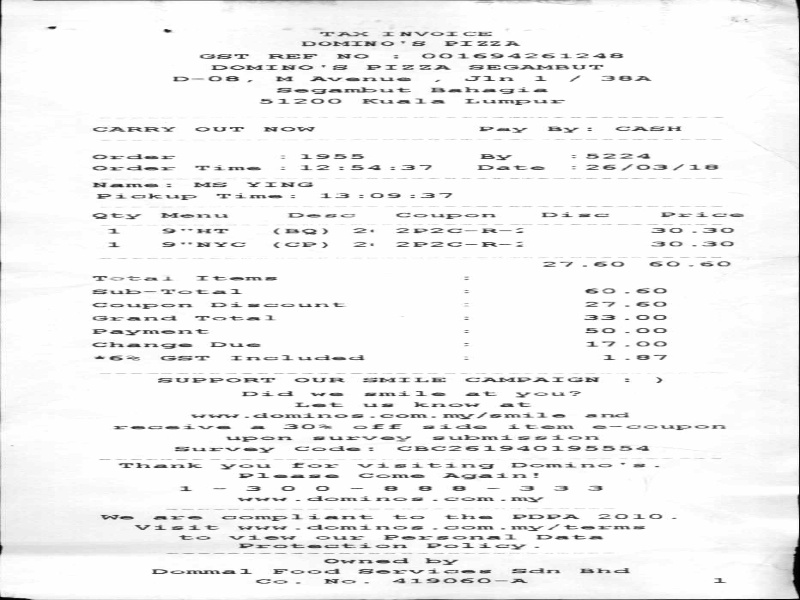 TAX INVOICE
DOMINO'S PIZZA
GST REF NO : 001694261248
DOMINO'S PIZZA SEGAMBUT
D-08, M Avenue , Jln 1 / 38A
Segambut Bahagia
51200 Kuala Lumpur
CARRY OUT NOW Pay By: CASH
Order : 1955 By :5224
Order Time : 12:54:37 Date :26/03/18
Name: MS YING
Pickup Time: 13:09:37
Qty Menu Desc Coupon Disc Price
1 9"HT (BQ) 2P2C-R-2 30.30
1 9"NYC (CP) 2P2C-R-2 30.30
27.60 60.60
Total Items :
Sub-Total : 60.60
Coupon Discount : 27.60
Grand Total : 33.00
Payment : 50.00
Change Due : 17.00
*6% GST Included : 1.87
SUPPORT OUR SMILE CAMPAIGN : )
Did we smile at you?
Let us know at
www.dominos.com.my/smile and
receive a 30% off side item e-coupon
upon survey submission
Survey Code: CBC261940195554
Thank you for visiting Domino's.
Please Come Again!
1 - 3 0 0 - 8 8 8 - 3 3 3
www.dominos.com.my
We are compliant to the PDPA 2010.
Visit www.dominos.com.my/terms
to view our Personal Data
Protection Policy.
Owned by
Dommal Food Services Sdn Bhd
Co. No. 419060-A 1